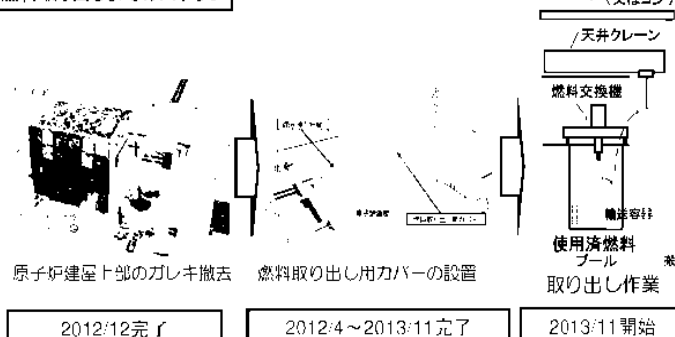 天井クレーン
燃料交換機
輸送容器
使用済燃料
プール
原子炉建屋上部のガレキ撤去
燃料取り出し用カバーの設置
取り出し作業
2012/12完了
2012/4～2013/11完了
2013/11開始